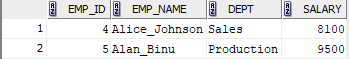 EMP_ID EMP_NAME DEPT SALARY
1 4 Alice_Johnson Sales 8100
2 5 Alan_Binu Production 9500